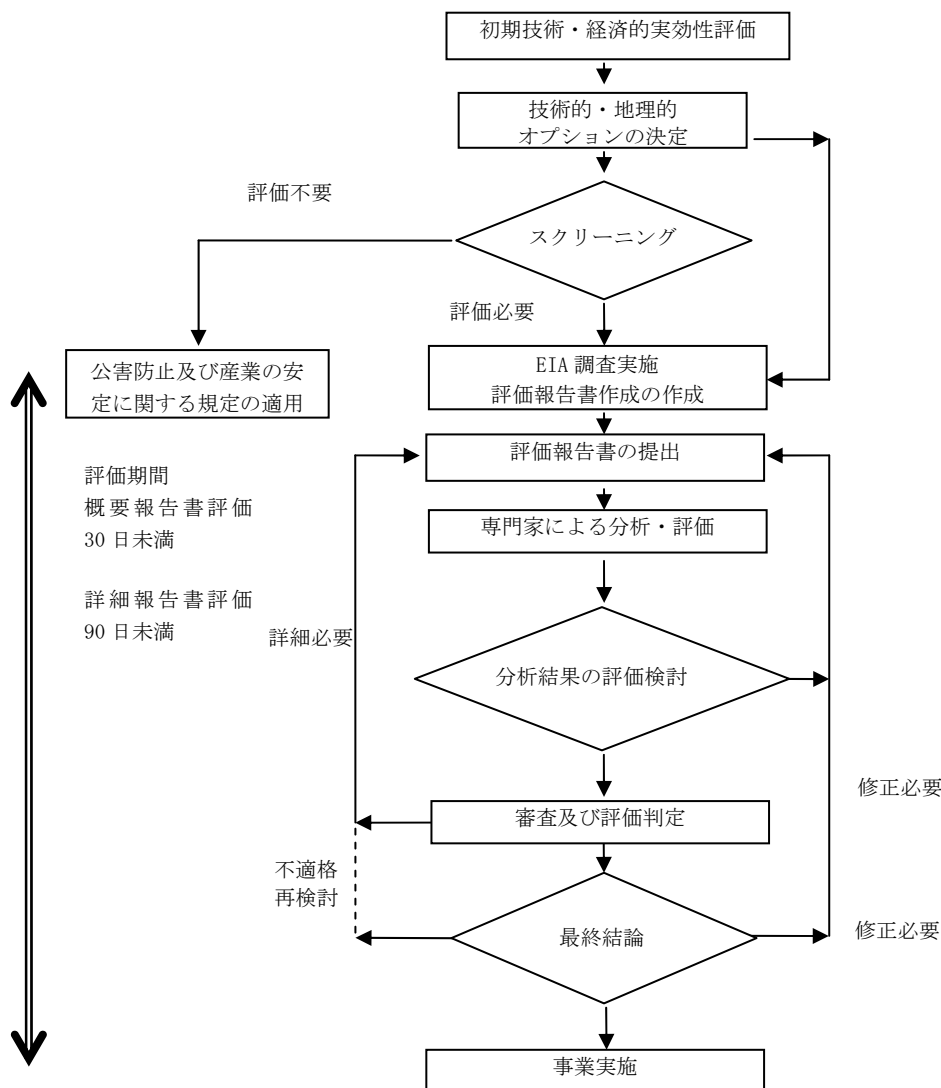 初期技術・経済的実効性評価
技術的・地理的
オプションの決定
評価不要
スクリーニング
評価必要
公害防止及び産業の安
定に関する規定の適用
EIA 調査実施
評価報告書作成の作成
評価報告書の提出
評価期間
概要報告書評価
30 日未満
専門家による分析・評価
詳細報告書評価
90 日未満
詳細必要
分析結果の評価検討
修正必要
審査及び評価判定
不適格
再検討
最終結論
修正必要
事業実施